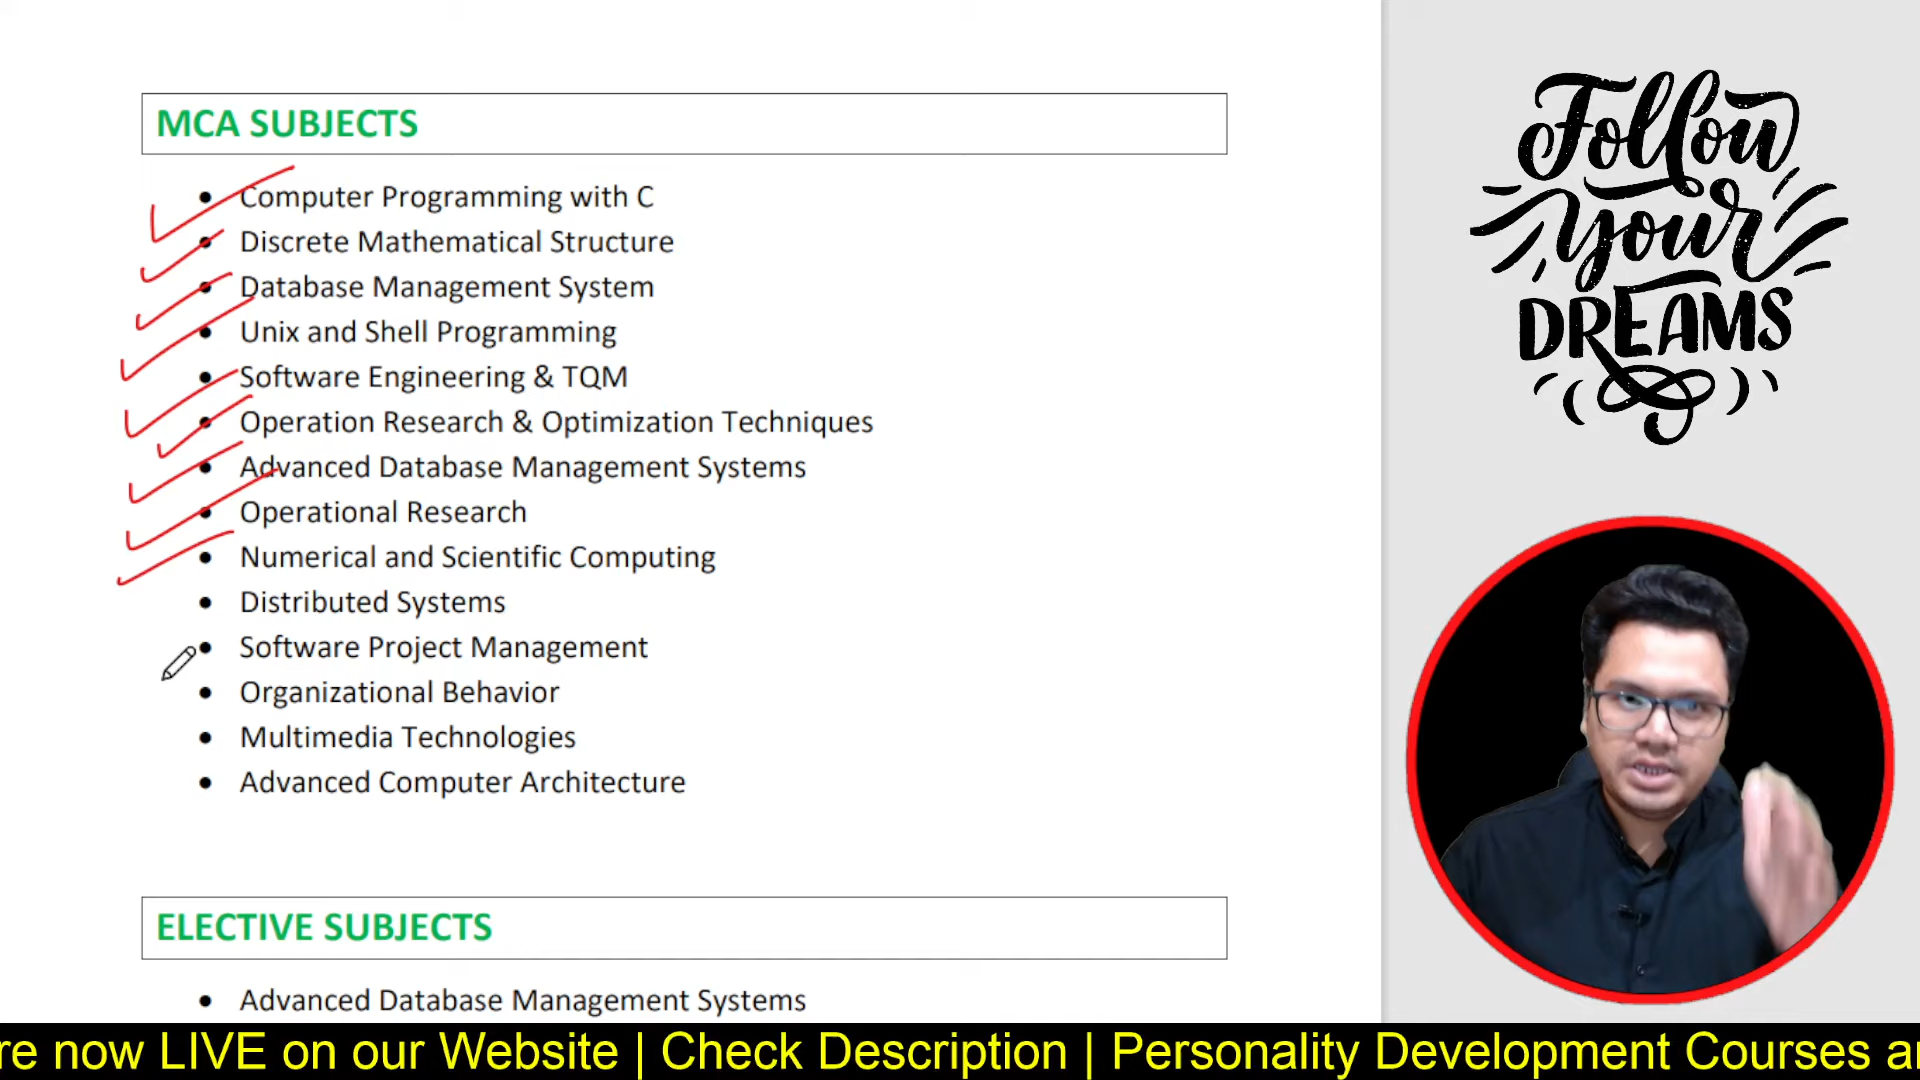 MCA SUBJECTS
• Computer Programming with C
• Discrete Mathematical Structure
• Database Management System
• Unix and Shell Programming
• Software Engineering & TQM
• Operation Research & Optimization Techniques
• Advanced Database Management Systems
• Operational Research
• Numerical and Scientific Computing
• Distributed Systems
• Software Project Management
• Organizational Behavior
• Multimedia Technologies
• Advanced Computer Architecture
ELECTIVE SUBJECTS
• Advanced Database Management Systems
Follow
Your
DREAMS
re now LIVE on our Website | Check Description | Personality Development Courses a